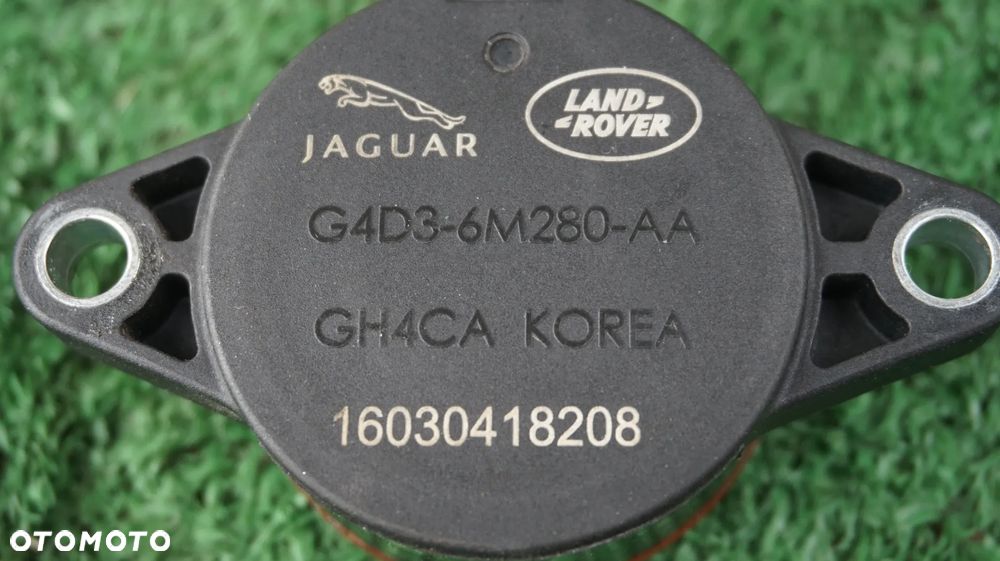 JAGUAR
LAND
ROVER
G4D3-6M280-AA
GH4CA KOREA
16030418208
OTOMOTO